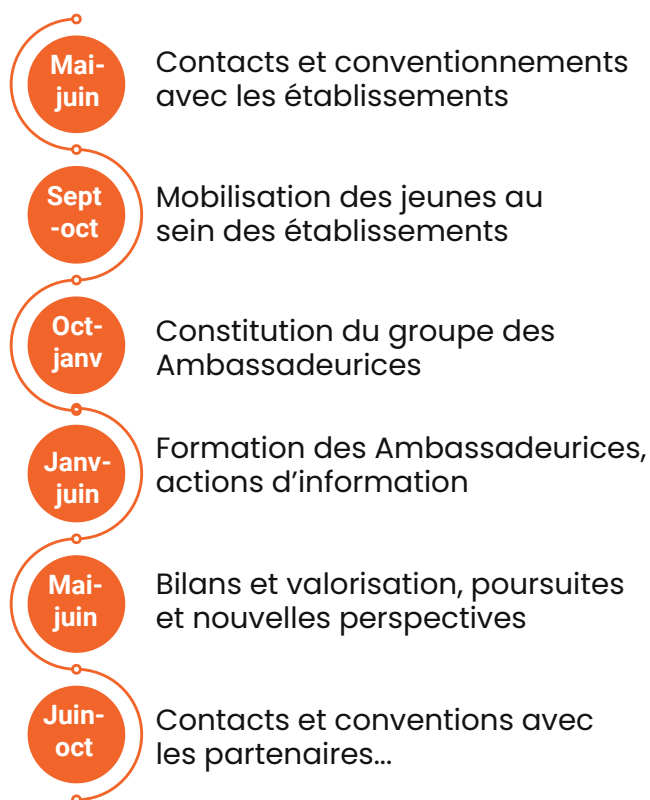 Mai-
juin
Contacts et conventionnements
avec les établissements
Sept
-oct
Mobilisation des jeunes au
sein des établissements
Oct-
janv
Constitution du groupe des
Ambassadeurices
Janv-
juin
Formation des Ambassadeurices,
actions d’information
Mai-
juin
Bilans et valorisation, poursuites
et nouvelles perspectives
Juin-
oct
Contacts et conventions avec
les partenaires...